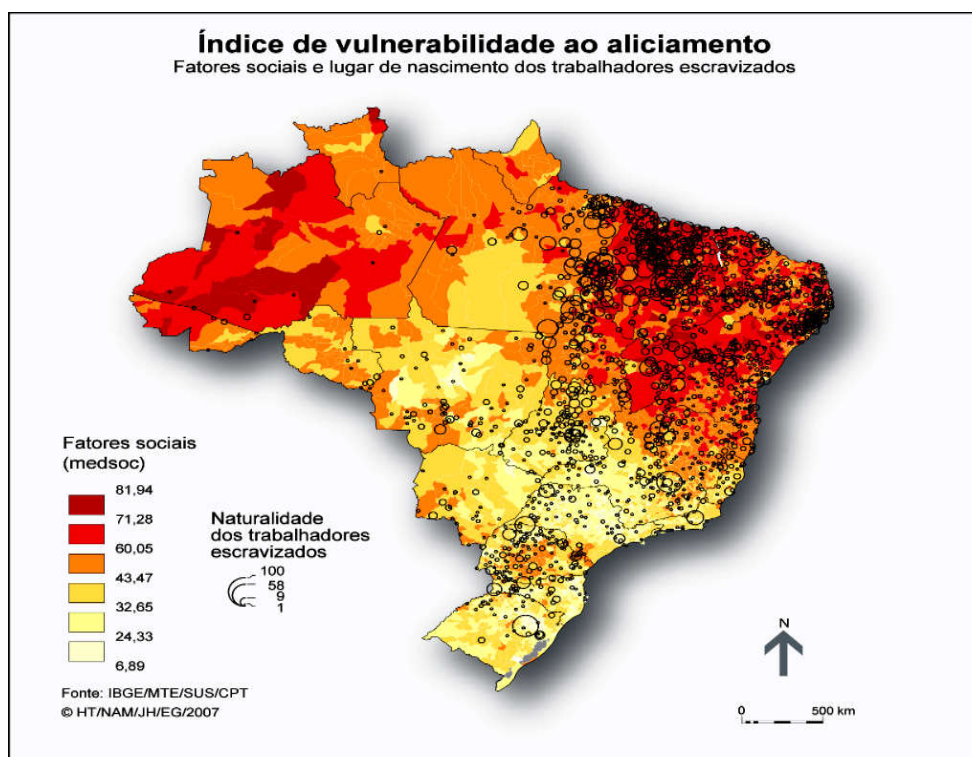 Índice de vulnerabilidade ao aliciamento
Fatores sociais e lugar de nascimento dos trabalhadores escravizados
Fatores sociais
(medsoc)
81,94
71,28
60,05
43,47
32,65
24,33
6,89
Naturalidade
dos trabalhadores
escravizados
100
58
9
1
Fonte: IBGE/MTE/SUS/CPT
© HT/NAM/JH/EG/2007
N
0 500 km